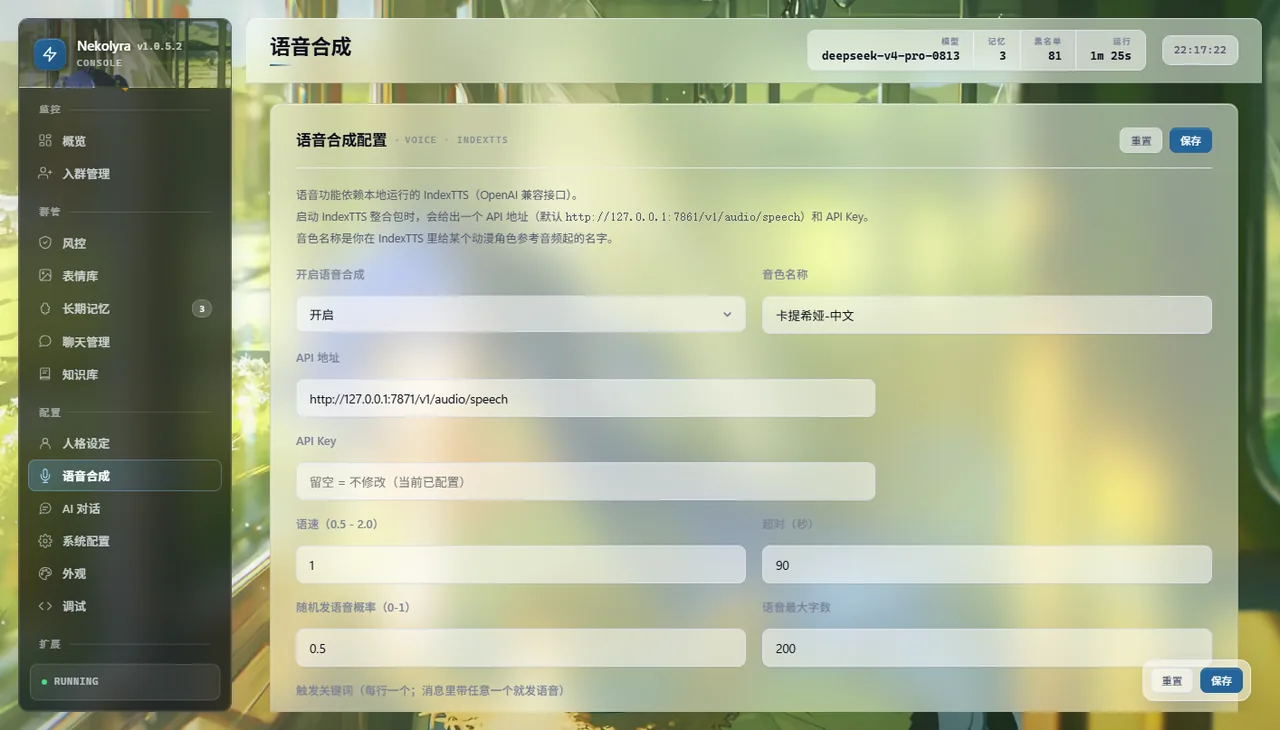 Nekolyra v1.0.5.2
CONSOLE
监控
概览
入群管理
群管
风控
表情库
长期记忆 3
聊天管理
知识库
配置
人格设定
语音合成
AI 对话
系统配置
外观
调试
扩展
RUNNING
语音合成
模型 记忆 黑名单 运行
deepseek-v4-pro-0813 3 81 1m 25s
22:17:22
语音合成配置 · VOICE · INDEXTTS
重置 保存
语音功能依赖本地运行的 IndexTTS（OpenAI 兼容接口）。
启动 IndexTTS 整合包时，会给出一个 API 地址（默认 http://127.0.0.1:7861/v1/audio/speech）和 API Key。
音色名称是你在 IndexTTS 里给某个动漫角色参考音频起的名字。
开启语音合成 音色名称
开启 卡提希娅-中文
API 地址
http://127.0.0.1:7871/v1/audio/speech
API Key
留空 = 不修改（当前已配置）
语速（0.5 - 2.0） 超时（秒）
1 90
随机发语音概率（0-1） 语音最大字数
0.5 200
触发关键词（每行一个；消息里带任意一个就发语音）
重置 保存